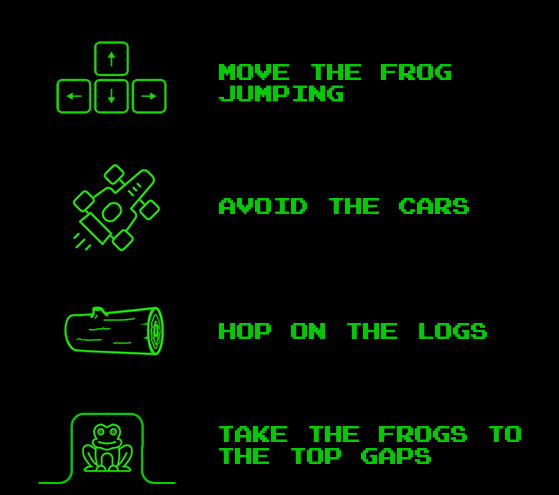 MOVE THE FROG
JUMPING
AVOID THE CARS
HOP ON THE LOGS
TAKE THE FROGS TO
THE TOP GAPS